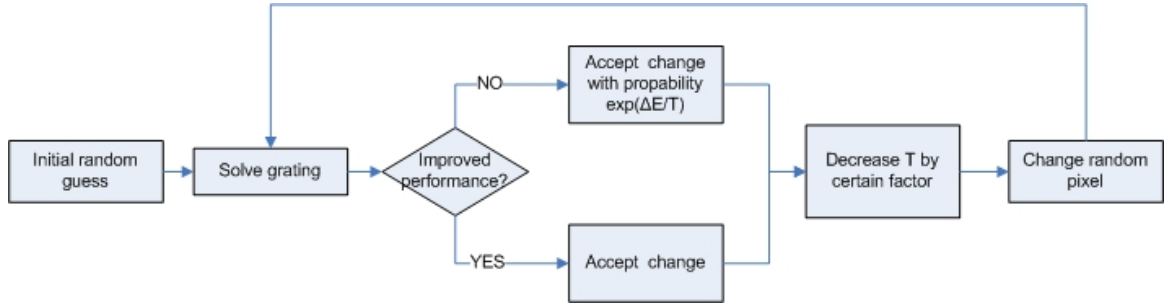 Initial random
guess
Solve grating
Improved
performance?
NO
Accept change
with propability
exp(ΔE/T)
YES
Accept change
Decrease T by
certain factor
Change random
pixel